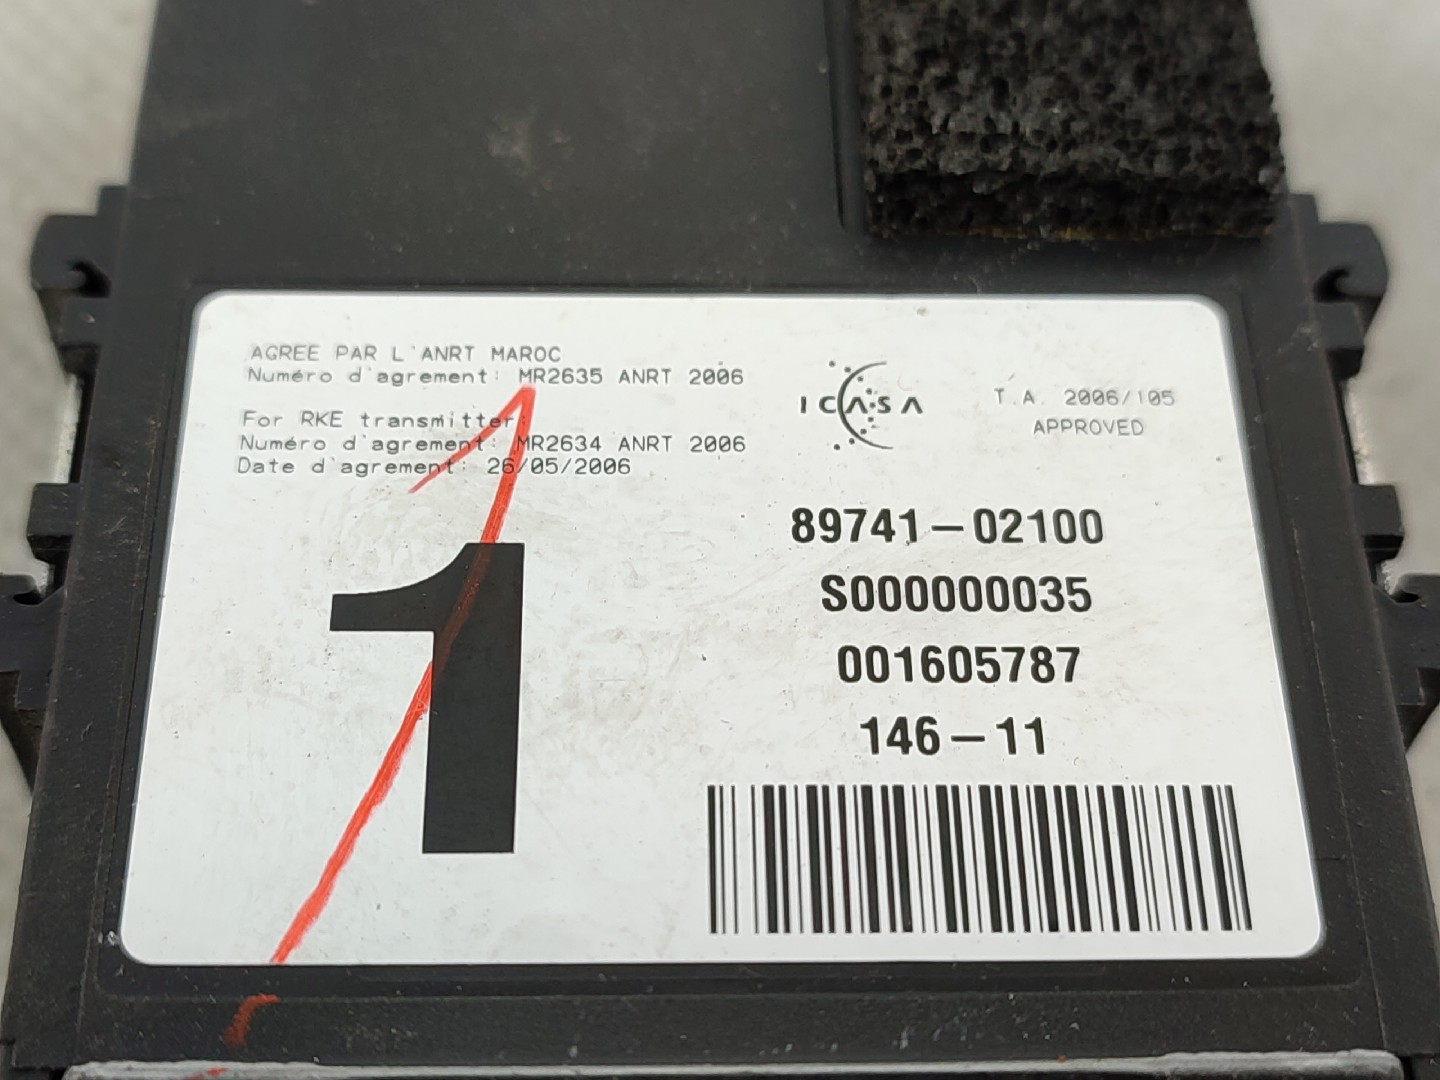 AGREE PAR L'ANRT MAROC
Numéro d'agrement: MR2635 ANRT 2006
For RKE transmitter:
Numéro d'agrement: MR2634 ANRT 2006
Date d'agrement: 26/05/2006
ICASA
T.A. 2006/105
APPROVED
1
1
89741-02100
S000000035
001605787
146-11